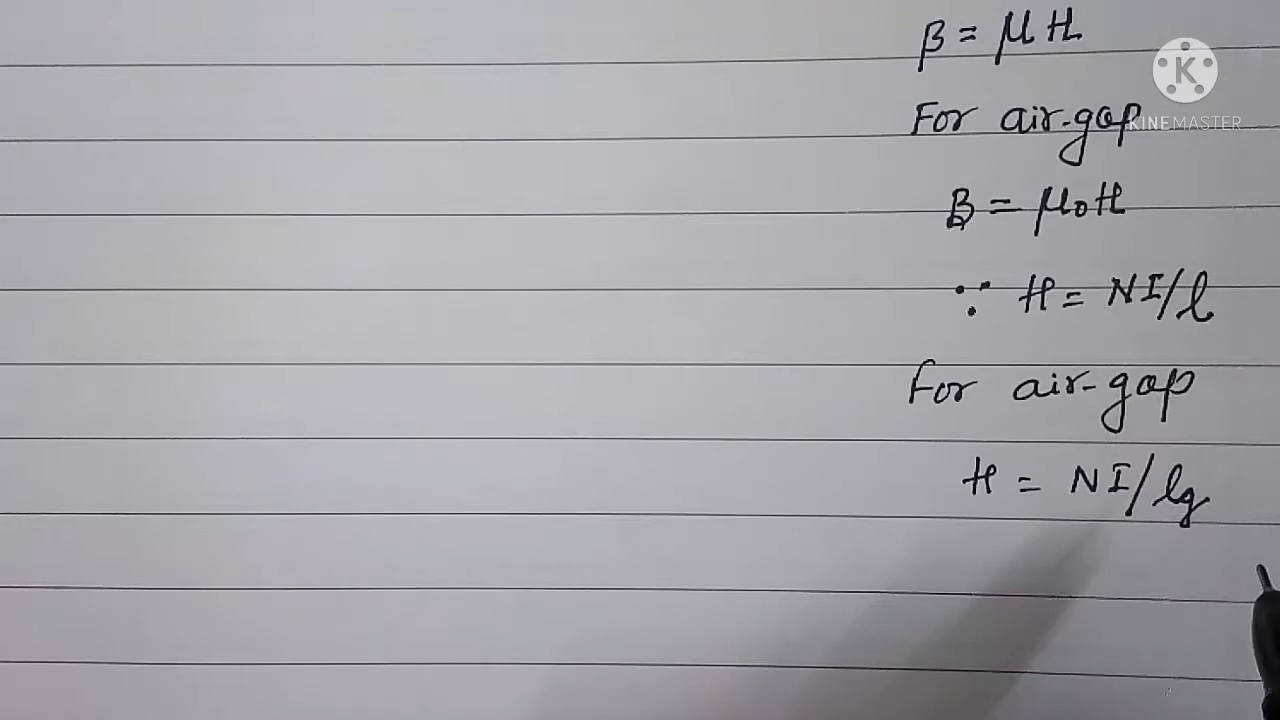 B = μH
For air-gap
KINEMASTER
B = μ0H
∵ H = NI/l
For air-gap
H = NI/lg